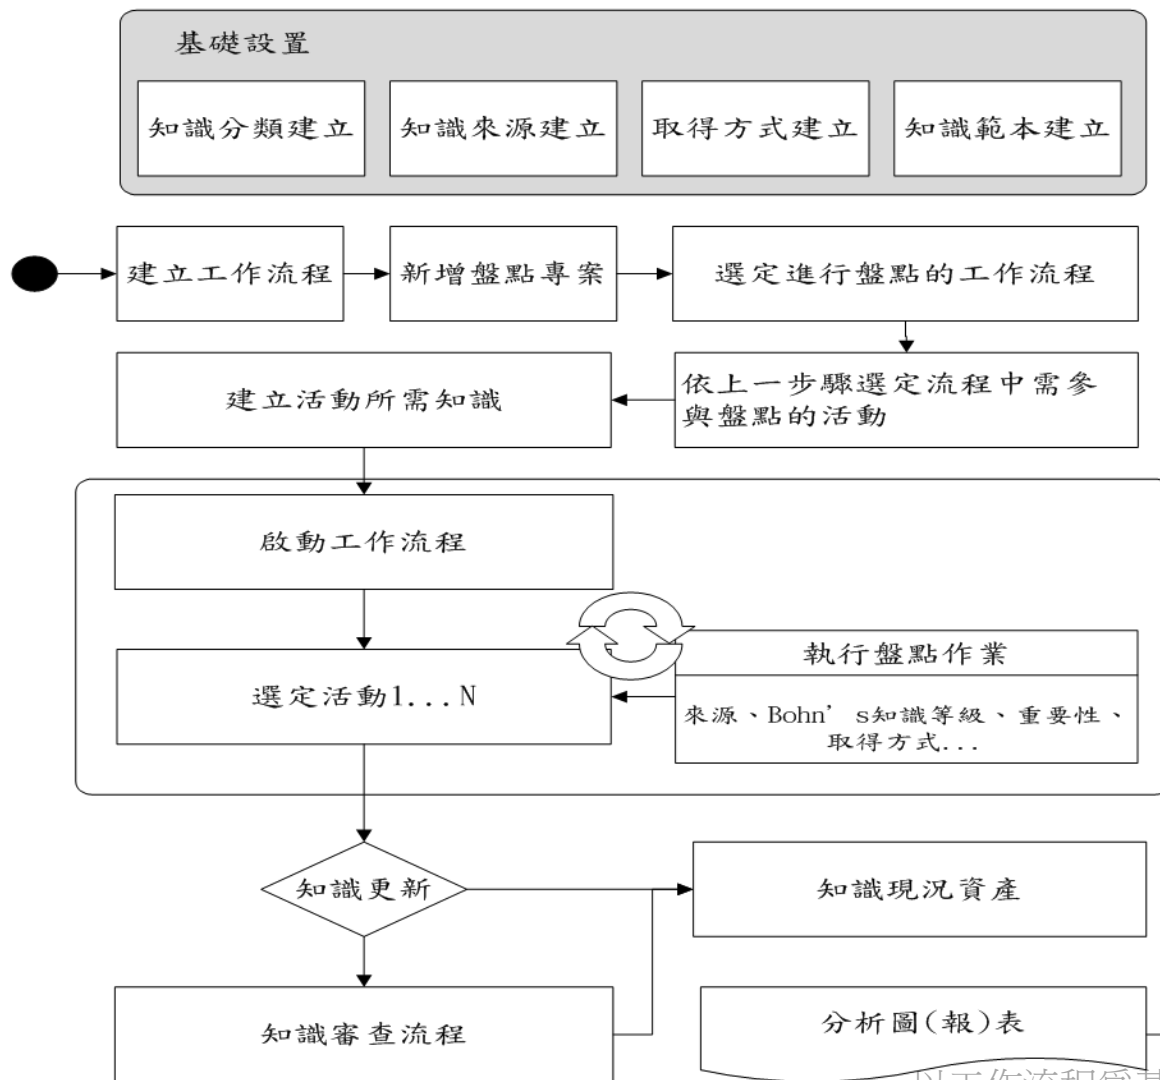 基礎設置
知識分類建立
知識來源建立
取得方式建立
知識範本建立
建立工作流程
新增盤點專案
選定進行盤點的工作流程
依上一步驟選定流程中需參
與盤點的活動
建立活動所需知識
啟動工作流程
選定活動1...N
執行盤點作業
來源、Bohn’s知識等級、重要性、
取得方式...
知識更新
知識現況資產
知識審查流程
分析圖(報)表